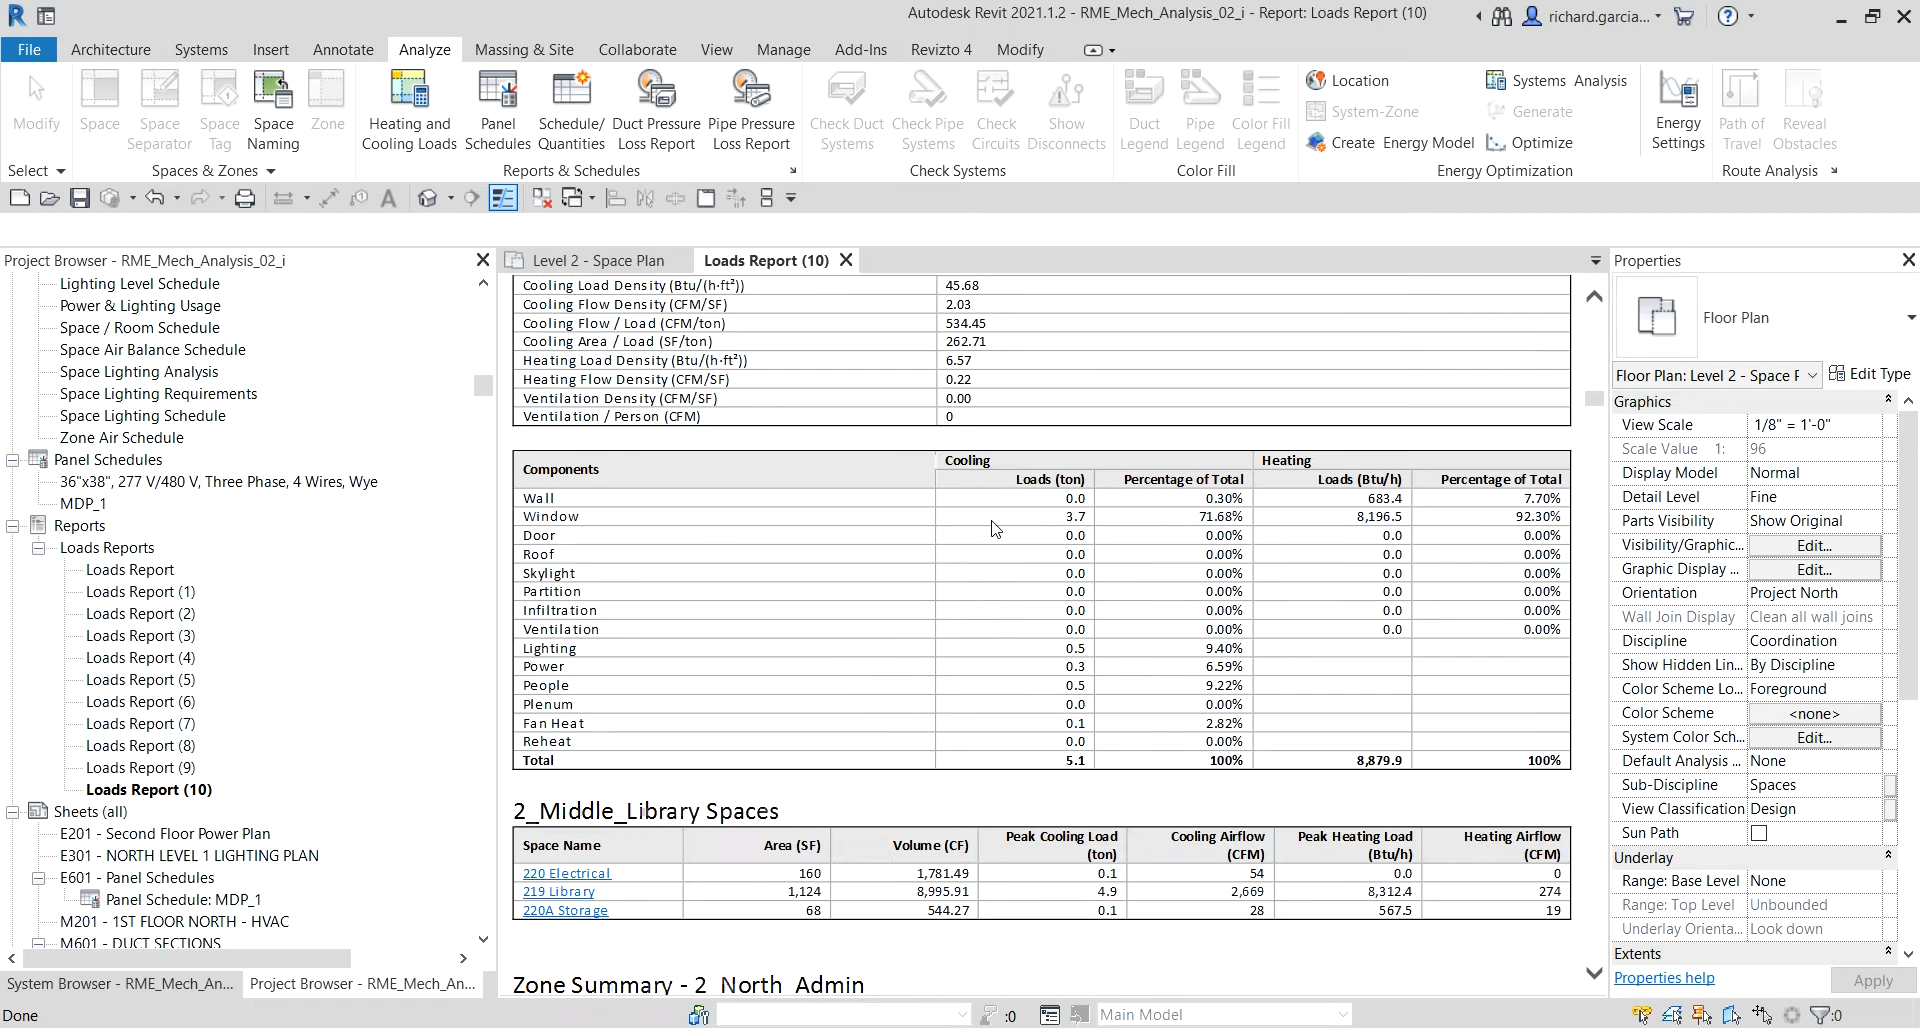 Autodesk Revit 2021.1.2 - RME_Mech_Analysis_02_i - Report: Loads Report (10)
richard.garcia...
File Architecture Systems Insert Annotate Analyze Massing & Site Collaborate View Manage Add-Ins Revizto 4 Modify
Modify
Space
Space Separator
Space Tag
Space Naming
Zone
Heating and Cooling Loads
Panel Schedules
Schedule/ Quantities
Duct Pressure Loss Report
Pipe Pressure Loss Report
Check Duct Systems
Check Pipe Systems
Check Circuits
Show Disconnects
Duct Legend
Pipe Legend
Color Fill Legend
Location
System-Zone
Create Energy Model
Systems Analysis
Generate
Optimize
Energy Settings
Path of Travel
Reveal Obstacles
Select Spaces & Zones Reports & Schedules Check Systems Color Fill Energy Optimization Route Analysis
Project Browser - RME_Mech_Analysis_02_i
Lighting Level Schedule
Power & Lighting Usage
Space / Room Schedule
Space Air Balance Schedule
Space Lighting Analysis
Space Lighting Requirements
Space Lighting Schedule
Zone Air Schedule
Panel Schedules
36"x38", 277 V/480 V, Three Phase, 4 Wires, Wye
MDP_1
Reports
Loads Reports
Loads Report
Loads Report (1)
Loads Report (2)
Loads Report (3)
Loads Report (4)
Loads Report (5)
Loads Report (6)
Loads Report (7)
Loads Report (8)
Loads Report (9)
Loads Report (10)
Sheets (all)
E201 - Second Floor Power Plan
E301 - NORTH LEVEL 1 LIGHTING PLAN
E601 - Panel Schedules
Panel Schedule: MDP_1
M201 - 1ST FLOOR NORTH - HVAC
M601 - DUCT SECTIONS
System Browser - RME_Mech_An... Project Browser - RME_Mech_An...
Level 2 - Space Plan Loads Report (10)
Cooling Load Density (Btu/(h·ft²)) 45.68
Cooling Flow Density (CFM/SF) 2.03
Cooling Flow / Load (CFM/ton) 534.45
Cooling Area / Load (SF/ton) 262.71
Heating Load Density (Btu/(h·ft²)) 6.57
Heating Flow Density (CFM/SF) 0.22
Ventilation Density (CFM/SF) 0.00
Ventilation / Person (CFM) 0
Components Cooling Heating
Loads (ton) Percentage of Total Loads (Btu/h) Percentage of Total
Wall 0.0 0.30% 683.4 7.70%
Window 3.7 71.68% 8,196.5 92.30%
Door 0.0 0.00% 0.0 0.00%
Roof 0.0 0.00% 0.0 0.00%
Skylight 0.0 0.00% 0.0 0.00%
Partition 0.0 0.00% 0.0 0.00%
Infiltration 0.0 0.00% 0.0 0.00%
Ventilation 0.0 0.00% 0.0 0.00%
Lighting 0.5 9.40%
Power 0.3 6.59%
People 0.5 9.22%
Plenum 0.0 0.00%
Fan Heat 0.1 2.82%
Reheat 0.0 0.00%
Total 5.1 100% 8,879.9 100%
2_Middle_Library Spaces
Space Name Area (SF) Volume (CF) Peak Cooling Load (ton) Cooling Airflow (CFM) Peak Heating Load (Btu/h) Heating Airflow (CFM)
220 Electrical 160 1,781.49 0.1 54 0.0 0
219 Library 1,124 8,995.91 4.9 2,669 8,312.4 274
220A Storage 68 544.27 0.1 28 567.5 19
Zone Summary - 2_North_Admin
Properties
Floor Plan
Floor Plan: Level 2 - Space F Edit Type
Graphics
View Scale 1/8" = 1'-0"
Scale Value 1: 96
Display Model Normal
Detail Level Fine
Parts Visibility Show Original
Visibility/Graphic... Edit...
Graphic Display ... Edit...
Orientation Project North
Wall Join Display Clean all wall joins
Discipline Coordination
Show Hidden Lin... By Discipline
Color Scheme Lo... Foreground
Color Scheme <none>
System Color Sch... Edit...
Default Analysis ... None
Sub-Discipline Spaces
View Classification Design
Sun Path
Underlay
Range: Base Level None
Range: Top Level Unbounded
Underlay Orienta... Look down
Extents
Properties help Apply
Done :0 Main Model :0